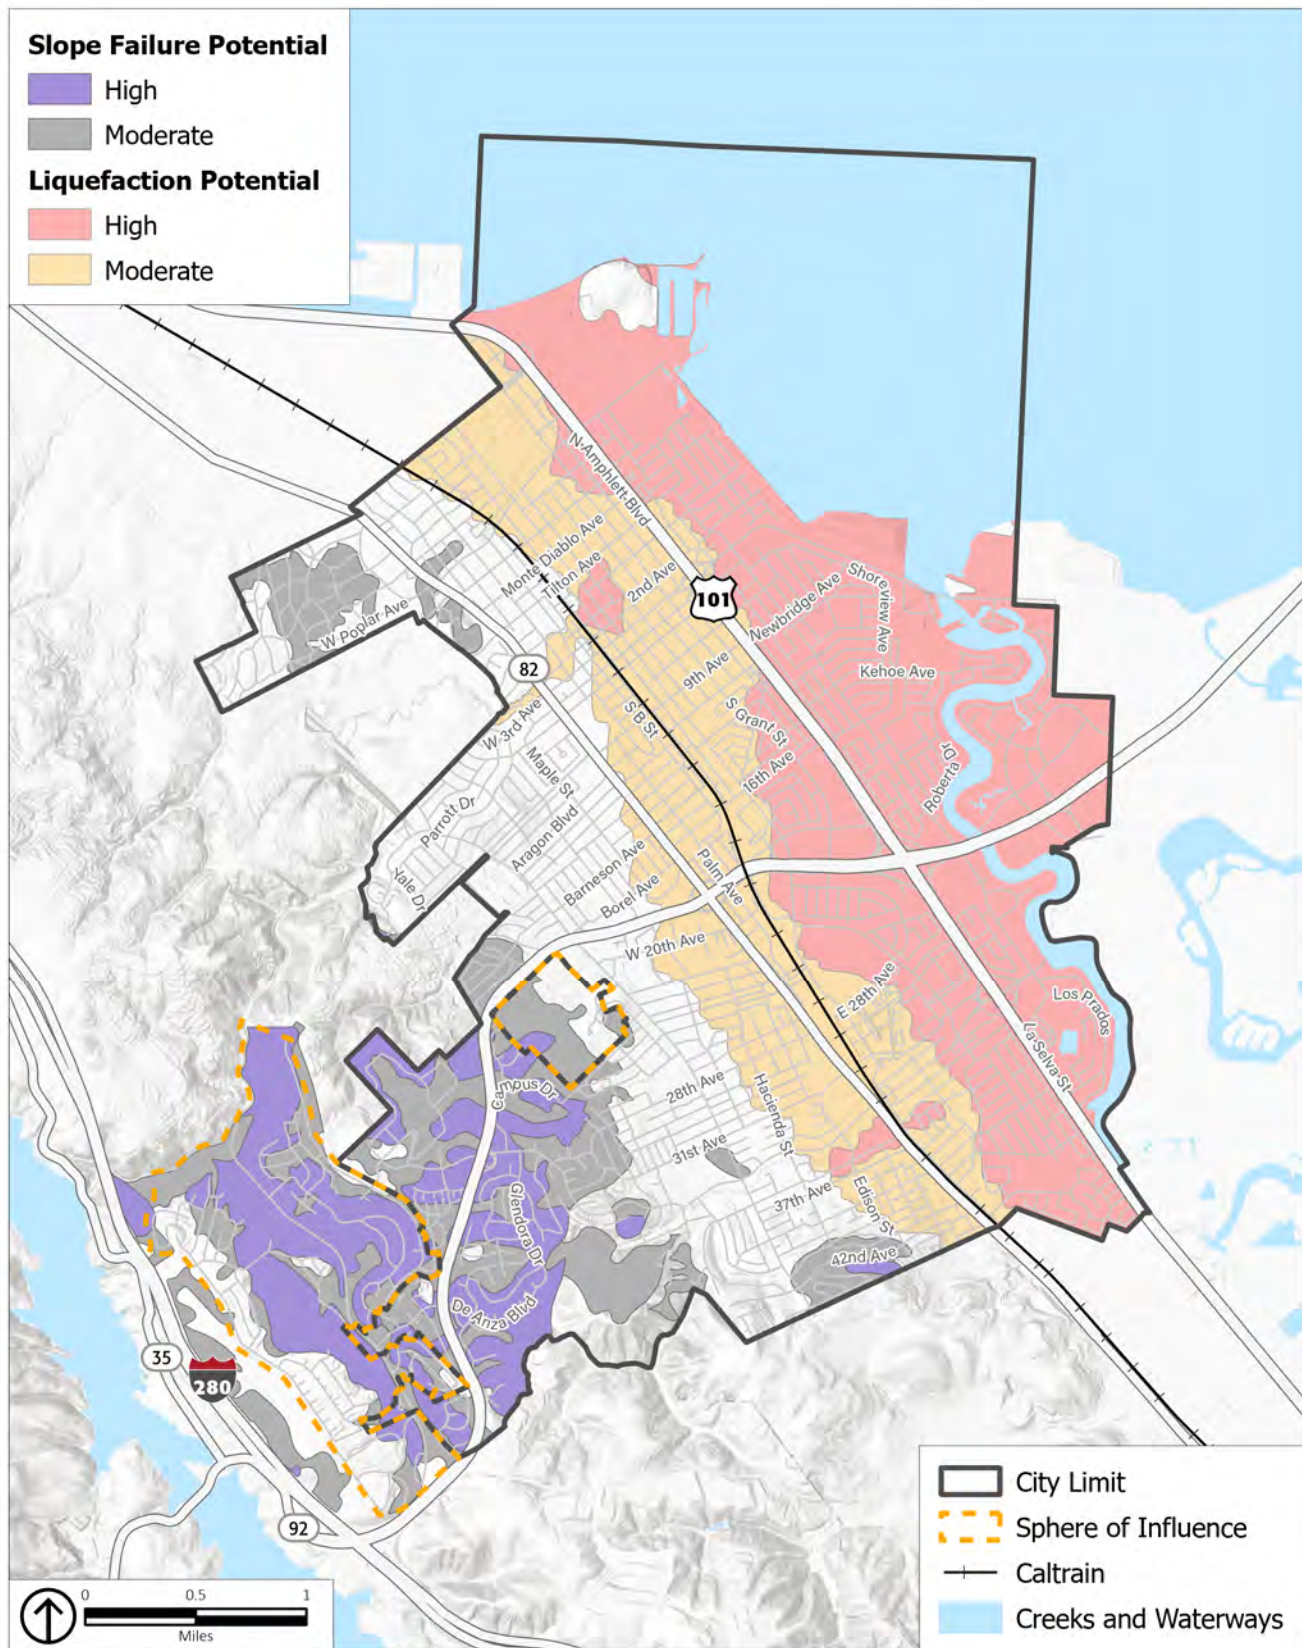 Slope Failure Potential
High
Moderate
Liquefaction Potential
High
Moderate
N Amphlett Blvd
Monte Diablo Ave
Tilton Ave
2nd Ave
101
Newbridge Ave
Shoreview Ave
Kehoe Ave
W Poplar Ave
82
9th Ave
S Grant St
W 3rd Ave
S B St
16th Ave
Roberta Dr
Maple St
Parrott Dr
Aragon Blvd
Yale Dr
Barneson Ave
Palm Ave
Borel Ave
W 20th Ave
E 28th Ave
Los Prados
La Selva St
Campus Dr
28th Ave
Hacienda St
31st Ave
Glendora Dr
37th Ave
Edison St
42nd Ave
De Anza Blvd
35
280
92
City Limit
Sphere of Influence
Caltrain
Creeks and Waterways
0 0.5 1
Miles